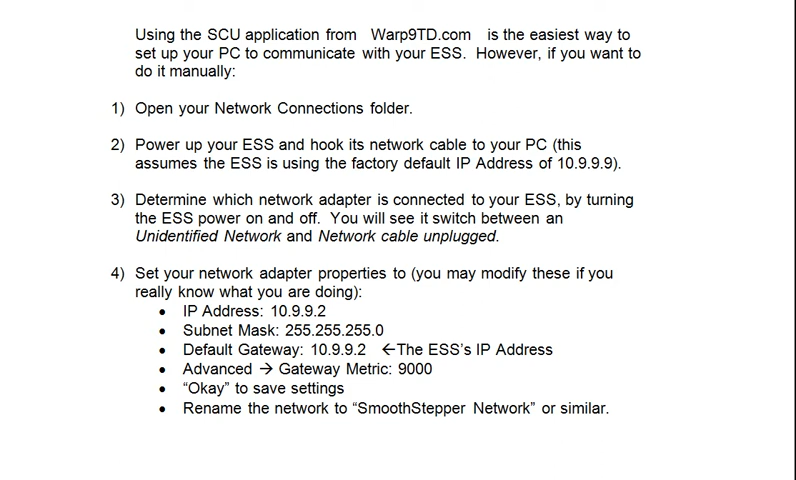 Using the SCU application from Warp9TD.com is the easiest way to
set up your PC to communicate with your ESS. However, if you want to
do it manually:
1) Open your Network Connections folder.
2) Power up your ESS and hook its network cable to your PC (this
assumes the ESS is using the factory default IP Address of 10.9.9.9).
3) Determine which network adapter is connected to your ESS, by turning
the ESS power on and off. You will see it switch between an
Unidentified Network and Network cable unplugged.
4) Set your network adapter properties to (you may modify these if you
really know what you are doing):
• IP Address: 10.9.9.2
• Subnet Mask: 255.255.255.0
• Default Gateway: 10.9.9.2 ←The ESS's IP Address
• Advanced → Gateway Metric: 9000
• “Okay” to save settings
• Rename the network to “SmoothStepper Network” or similar.